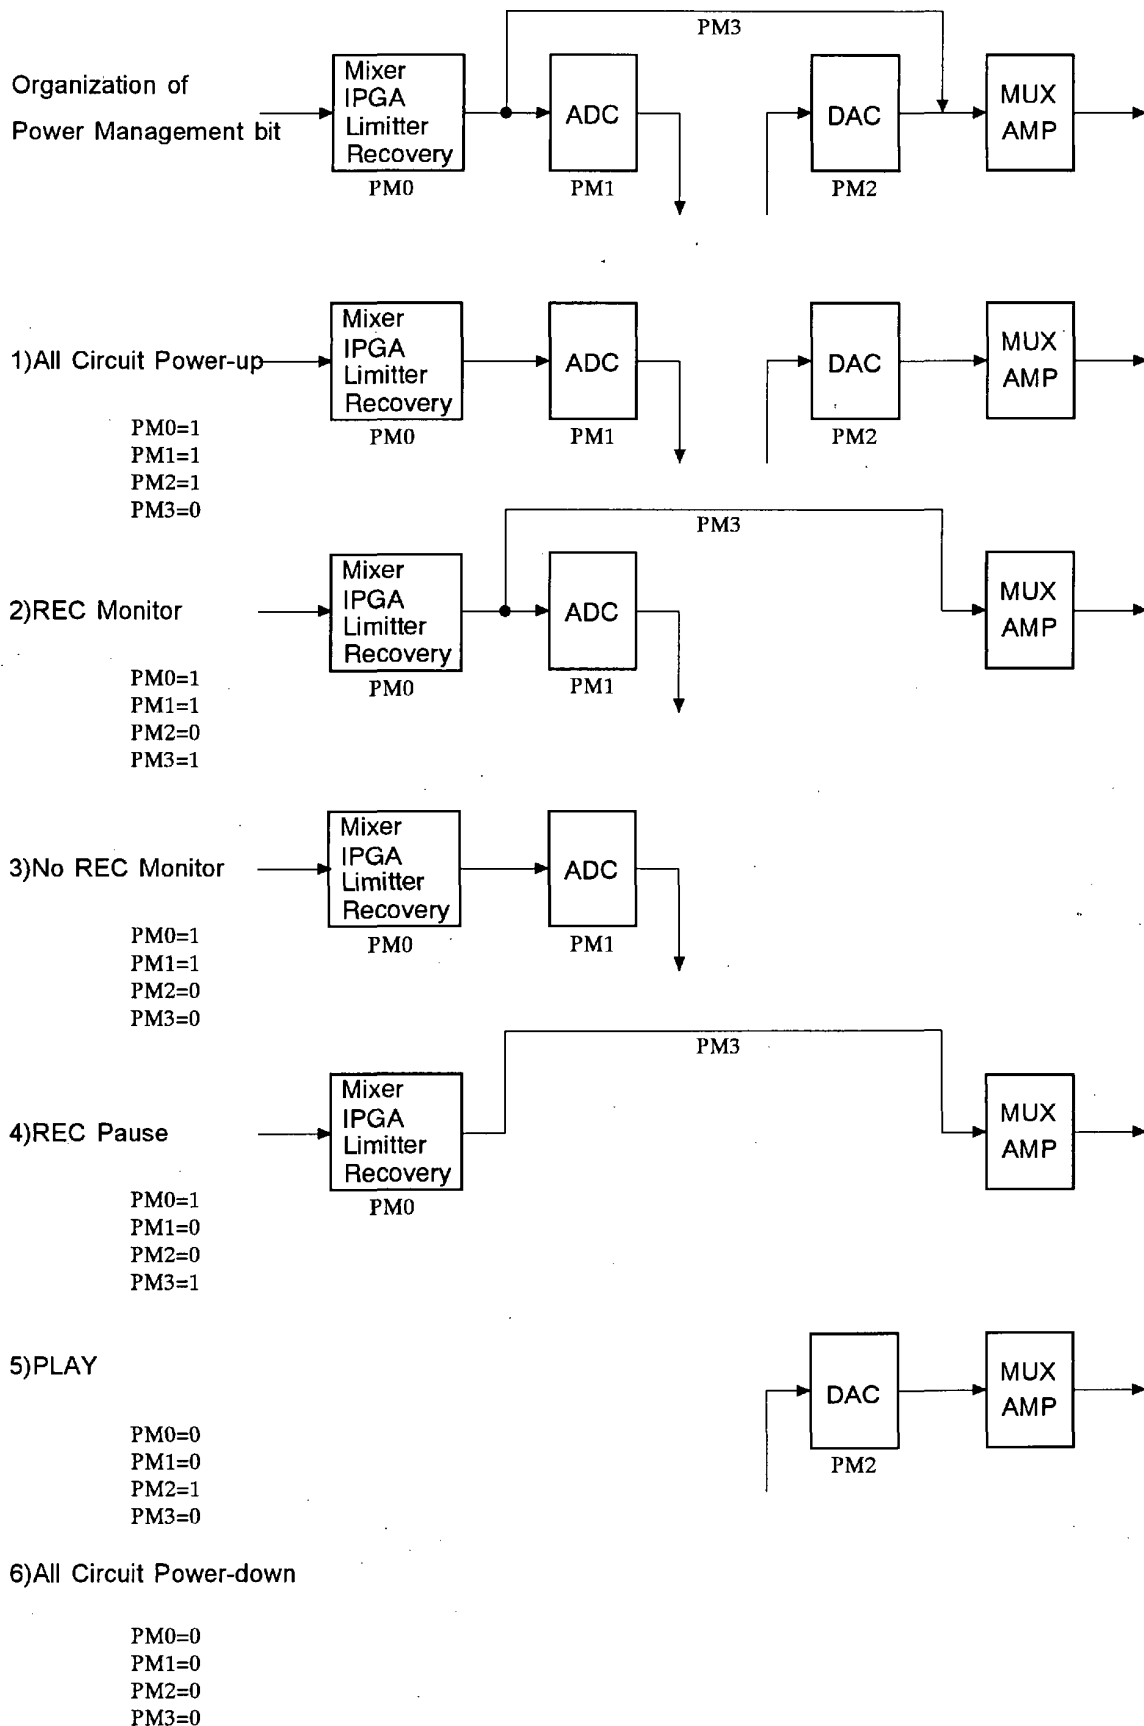 PM3
Organization of
Power Management bit
Mixer
IPGA
Limitter
Recovery
PM0
ADC
PM1
DAC
PM2
MUX
AMP
1)All Circuit Power-up
Mixer
IPGA
Limitter
Recovery
PM0
ADC
PM1
DAC
PM2
MUX
AMP
PM0=1
PM1=1
PM2=1
PM3=0
PM3
2)REC Monitor
Mixer
IPGA
Limitter
Recovery
PM0
ADC
PM1
MUX
AMP
PM0=1
PM1=1
PM2=0
PM3=1
3)No REC Monitor
Mixer
IPGA
Limitter
Recovery
PM0
ADC
PM1
PM0=1
PM1=1
PM2=0
PM3=0
PM3
4)REC Pause
Mixer
IPGA
Limitter
Recovery
PM0
MUX
AMP
PM0=1
PM1=0
PM2=0
PM3=1
5)PLAY
DAC
PM2
MUX
AMP
PM0=0
PM1=0
PM2=1
PM3=0
6)All Circuit Power-down
PM0=0
PM1=0
PM2=0
PM3=0